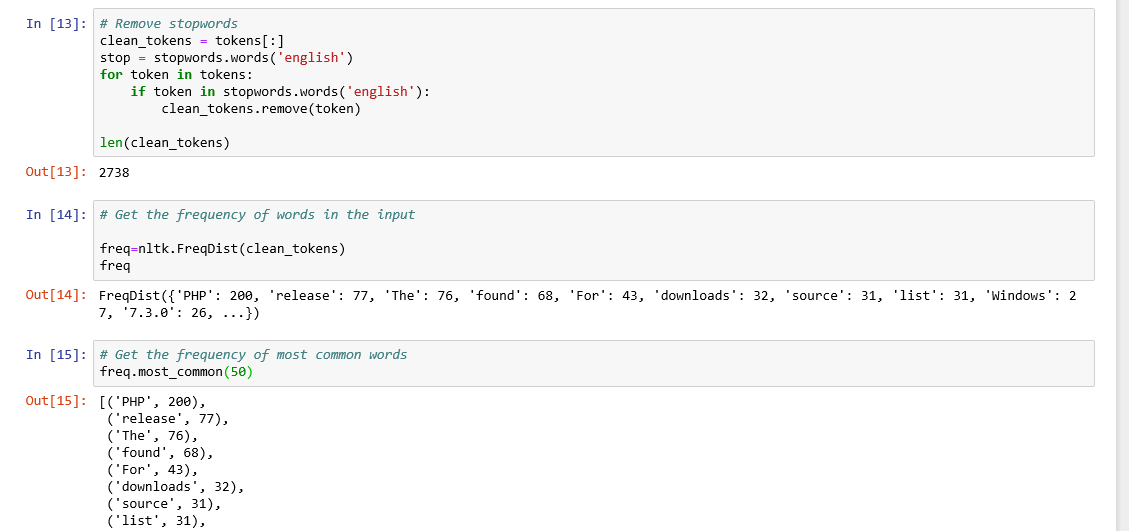 In [13]: # Remove stopwords
clean_tokens = tokens[:]
stop = stopwords.words('english')
for token in tokens:
    if token in stopwords.words('english'):
        clean_tokens.remove(token)

len(clean_tokens)
Out[13]: 2738
In [14]: # Get the frequency of words in the input

freq=nltk.FreqDist(clean_tokens)
freq
Out[14]: FreqDist({'PHP': 200, 'release': 77, 'The': 76, 'found': 68, 'For': 43, 'downloads': 32, 'source': 31, 'list': 31, 'Windows': 2
7, '7.3.0': 26, ...})
In [15]: # Get the frequency of most common words
freq.most_common(50)
Out[15]: [('PHP', 200),
 ('release', 77),
 ('The', 76),
 ('found', 68),
 ('For', 43),
 ('downloads', 32),
 ('source', 31),
 ('list', 31),